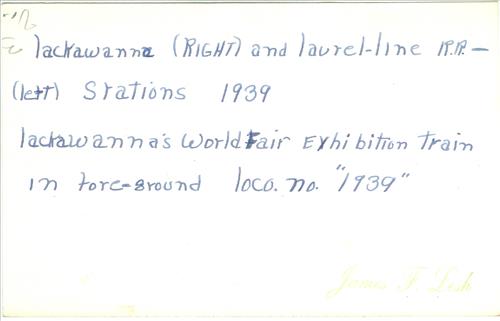 lackawanna (RIGHT) and laurel-line R.R. —
(left) Stations 1939
lackawanna's World Fair Exhibition train
in fore-ground loco. no. "1939"
James F.